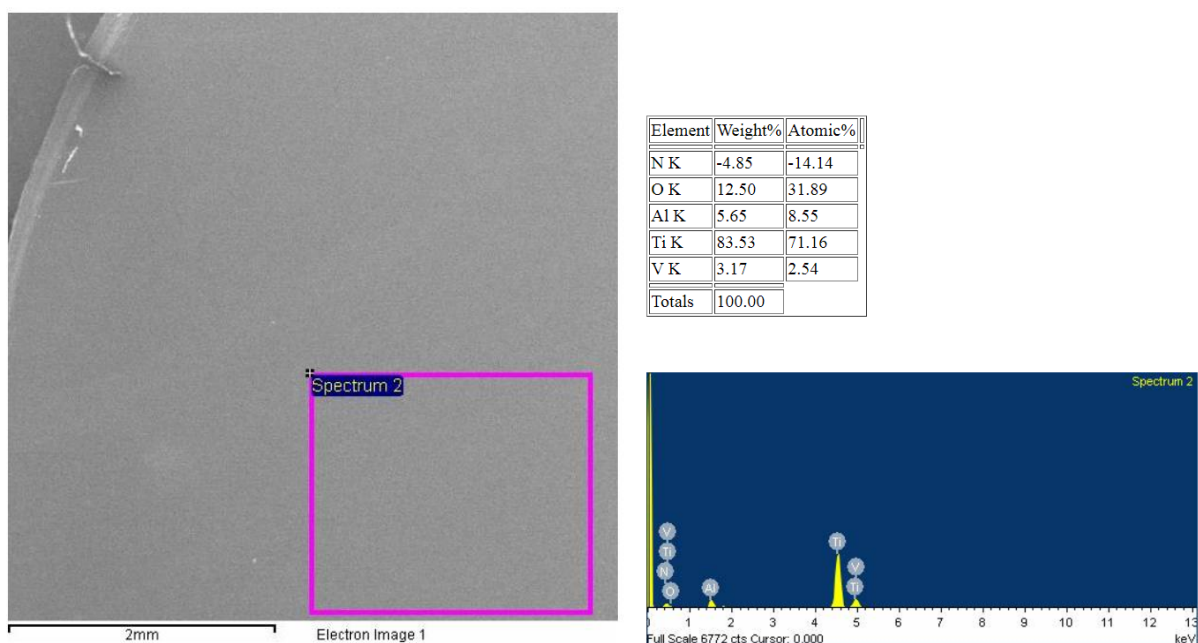 Spectrum 2
2mm
Electron Image 1
Element Weight% Atomic%
N K -4.85 -14.14
O K 12.50 31.89
Al K 5.65 8.55
Ti K 83.53 71.16
V K 3.17 2.54
Totals 100.00
Spectrum 2
V
Ti
N
O
Al
Ti
V
Ti
0 1 2 3 4 5 6 7 8 9 10 11 12 13
Full Scale 6772 cts Cursor: 0.000 keV